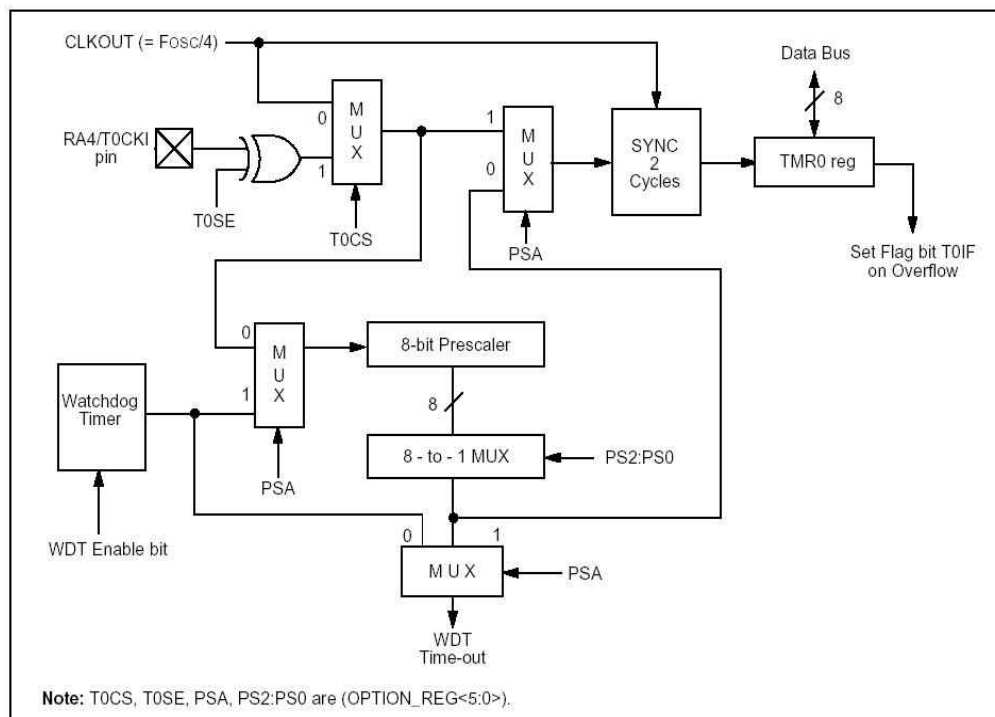 CLKOUT (= FOSC/4)
Data Bus
8
RA4/T0CKI
pin
0
1
M
U
X
1
0
M
U
X
SYNC
2
Cycles
TMR0 reg
T0SE
T0CS
PSA
Set Flag bit T0IF
on Overflow
0
1
M
U
X
8-bit Prescaler
Watchdog
Timer
8
8 - to - 1 MUX
PS2:PS0
PSA
WDT Enable bit
0
1
M U X
PSA
WDT
Time-out
Note: T0CS, T0SE, PSA, PS2:PS0 are (OPTION_REG<5:0>).